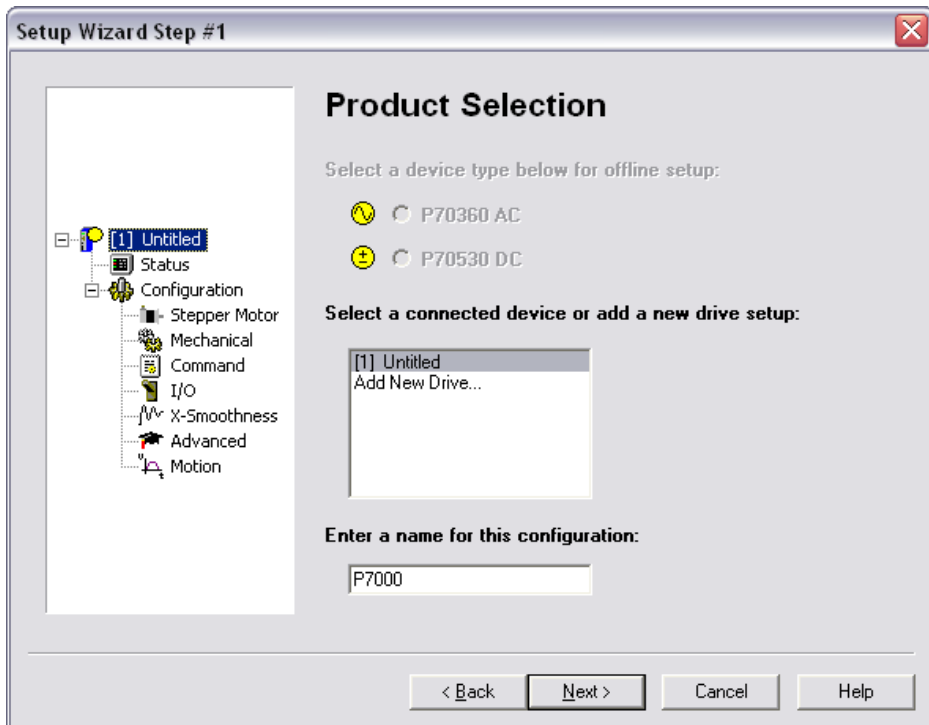 Setup Wizard Step #1
[1] Untitled
Status
Configuration
Stepper Motor
Mechanical
Command
I/O
X-Smoothness
Advanced
Motion
Product Selection
Select a device type below for offline setup:
P70360 AC
P70530 DC
Select a connected device or add a new drive setup:
[1] Untitled
Add New Drive...
Enter a name for this configuration:
P7000
< Back
Next >
Cancel
Help